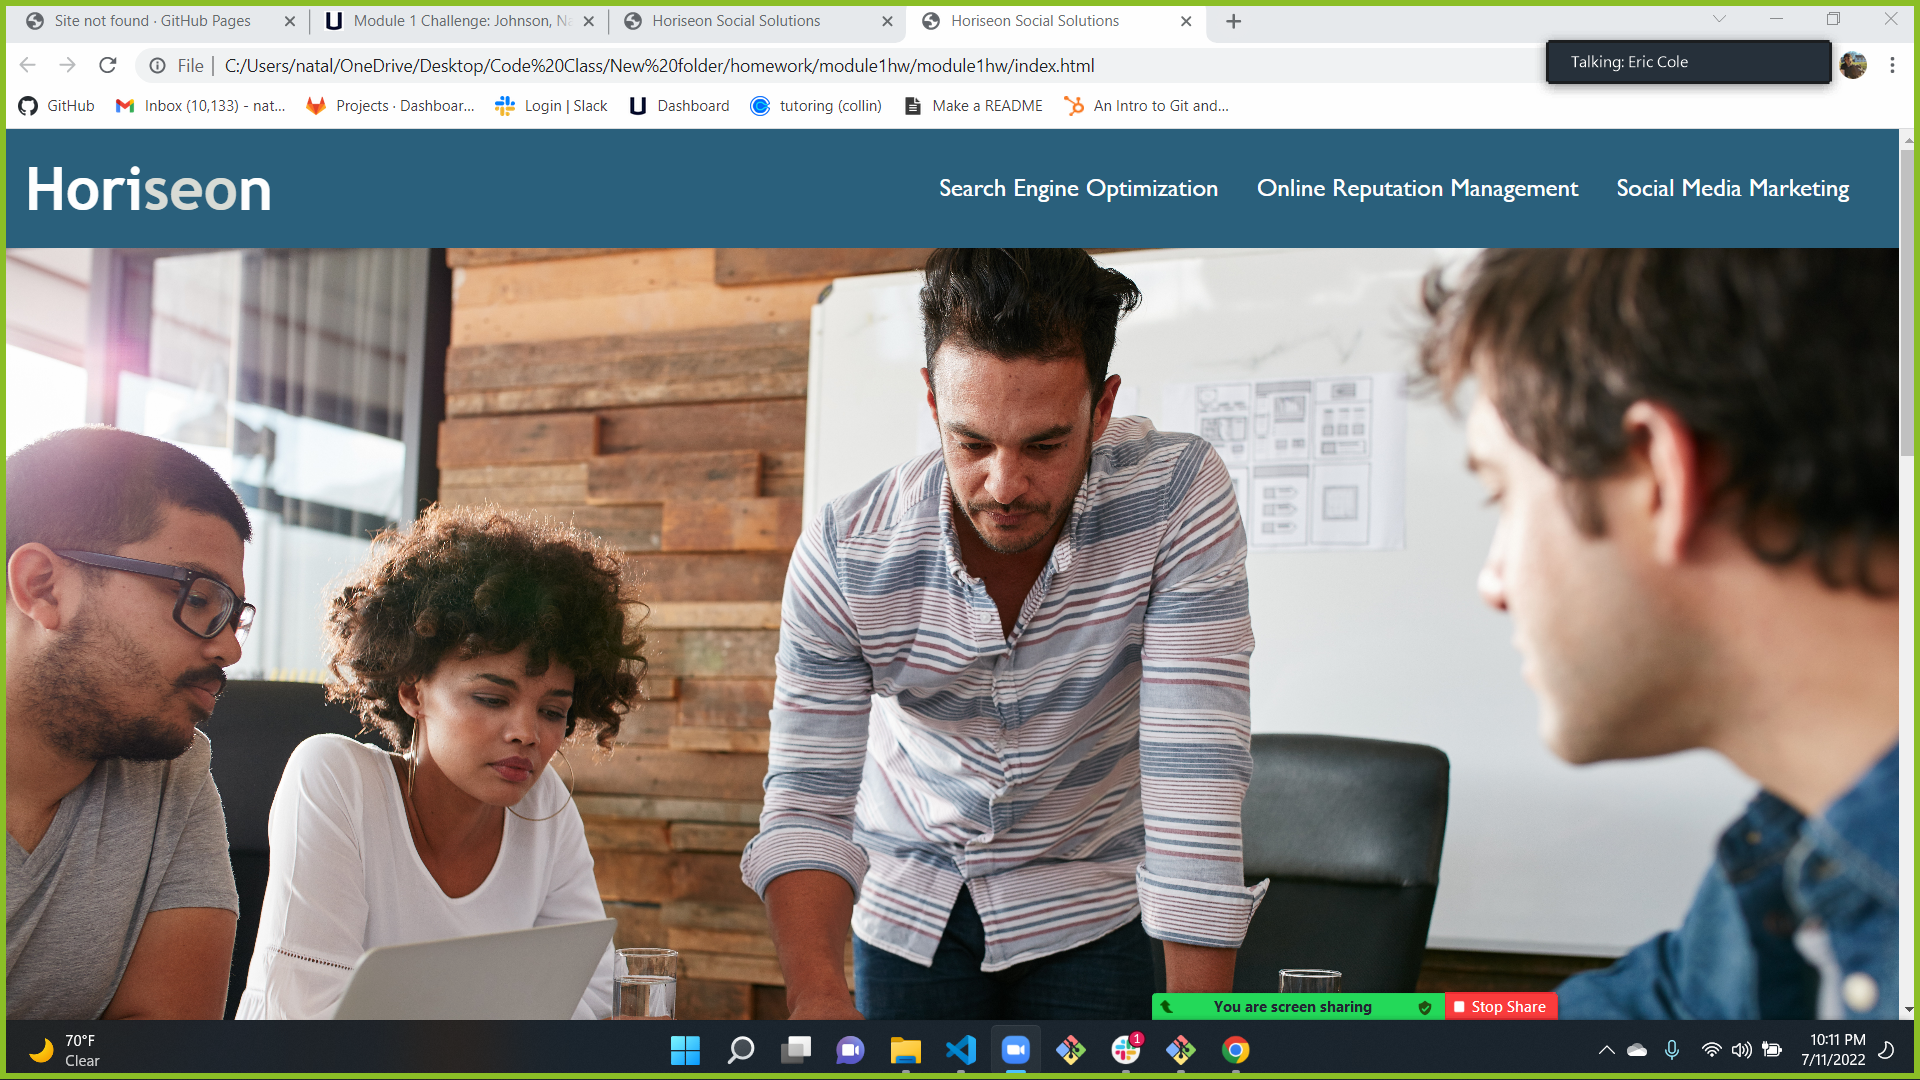 Site not found · GitHub Pages
Module 1 Challenge: Johnson, Na
Horiseon Social Solutions
Horiseon Social Solutions
File
C:/Users/natal/OneDrive/Desktop/Code%20Class/New%20folder/homework/module1hw/module1hw/index.html
Talking: Eric Cole
GitHub
Inbox (10,133) - nat...
Projects · Dashboar...
Login | Slack
Dashboard
tutoring (collin)
Make a README
An Intro to Git and...
Horiseon
Search Engine Optimization
Online Reputation Management
Social Media Marketing
You are screen sharing
Stop Share
70°F
Clear
1
10:11 PM
7/11/2022